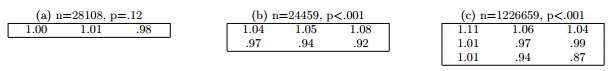 (a) n=28108, p=.12
1.00 1.01 .98
(b) n=24459, p<.001
1.04 1.05 1.08
.97 .94 .92
(c) n=1226659, p<.001
1.11 1.06 1.04
1.01 .97 .99
1.01 .94 .87